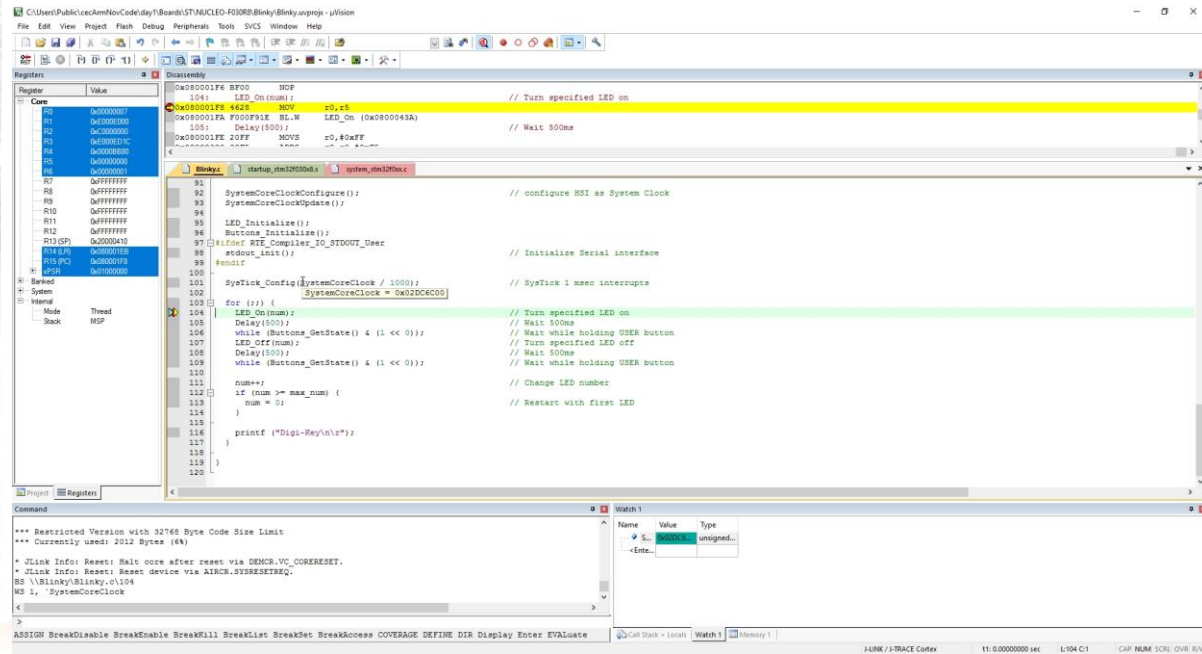 C:\Users\Public\cecArmNovCode\day1\Boards\ST\NUCLEO-F030R8\Blinky\Blinky.uvprojx - µVision
File Edit View Project Flash Debug Peripherals Tools SVCS Window Help
Registers
Register Value
Core
R0 0x00000007
R1 0xE000E000
R2 0xC0000000
R3 0xE000ED1C
R4 0x0000BB80
R5 0x00000000
R6 0x00000001
R7 0xFFFFFFFF
R8 0xFFFFFFFF
R9 0xFFFFFFFF
R10 0xFFFFFFFF
R11 0xFFFFFFFF
R12 0xFFFFFFFF
R13 (SP) 0x20000410
R14 (LR) 0x080001EB
R15 (PC) 0x080001F8
xPSR 0x01000000
Banked
System
Internal
Mode Thread
Stack MSP
Project Registers
Disassembly
0x080001F6 BF00 NOP
104: LED_On(num); // Turn specified LED on
0x080001F8 4628 MOV r0,r5
0x080001FA F000F91E BL.W LED_On (0x0800043A)
105: Delay(500); // Wait 500ms
0x080001FE 20FF MOVS r0,#0xFF
Blinky.c startup_stm32f030x8.s system_stm32f0xx.c
91
92 SystemCoreClockConfigure(); // configure HSI as System Clock
93 SystemCoreClockUpdate();
94
95 LED_Initialize();
96 Buttons_Initialize();
97 #ifdef RTE_Compiler_IO_STDOUT_User
98 stdout_init(); // Initialize Serial interface
99 #endif
100
101 SysTick_Config(SystemCoreClock / 1000); // SysTick 1 msec interrupts
102
SystemCoreClock = 0x02DC6C00
103 for (;;) {
104 LED_On(num); // Turn specified LED on
105 Delay(500); // Wait 500ms
106 while (Buttons_GetState() & (1 << 0)); // Wait while holding USER button
107 LED_Off(num); // Turn specified LED off
108 Delay(500); // Wait 500ms
109 while (Buttons_GetState() & (1 << 0)); // Wait while holding USER button
110
111 num++; // Change LED number
112 if (num >= max_num) {
113 num = 0; // Restart with first LED
114 }
115
116 printf ("Digi-Key\n\r");
117 }
118
119 }
120
Command
*** Restricted Version with 32768 Byte Code Size Limit
*** Currently used: 2012 Bytes (6%)
* JLink Info: Reset: Halt core after reset via DEMCR.VC_CORERESET.
* JLink Info: Reset: Reset device via AIRCR.SYSRESETREQ.
BS \\Blinky\Blinky.c\104
WS 1, `SystemCoreClock
>
ASSIGN BreakDisable BreakEnable BreakKill BreakList BreakSet BreakAccess COVERAGE DEFINE DIR Display Enter EVALuate
Watch 1
Name Value Type
S... 0x02DC6... unsigned...
<Ente...
Call Stack + Locals Watch 1 Memory 1
J-LINK / J-TRACE Cortex t1: 0.00000000 sec L:104 C:1 CAP NUM SCRL OVR